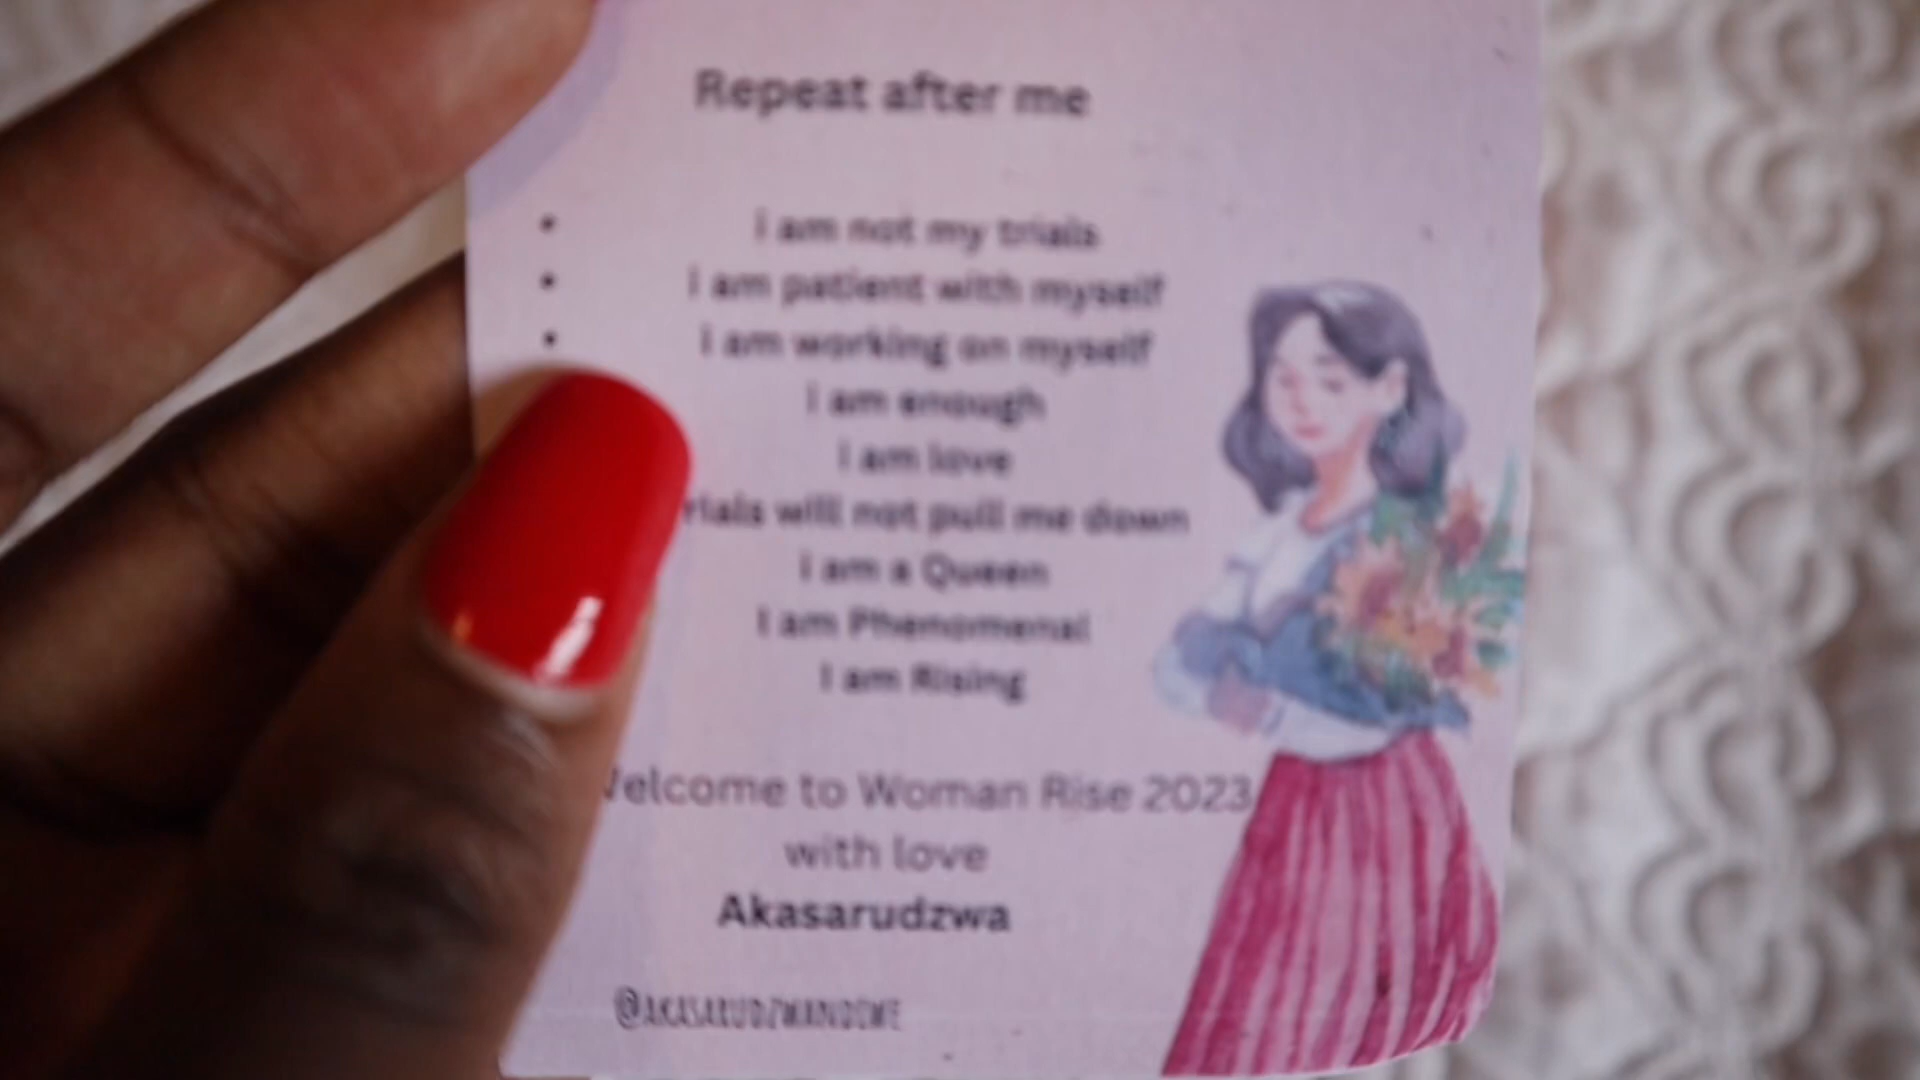 Repeat after me
• I am not my trials
• I am patient with myself
• I am working on myself
I am enough
I am love
will not pull me down
I am a Queen
I am Phenomenal
I am Rising
to Woman Rise 2023
with love
Akasarudzwa